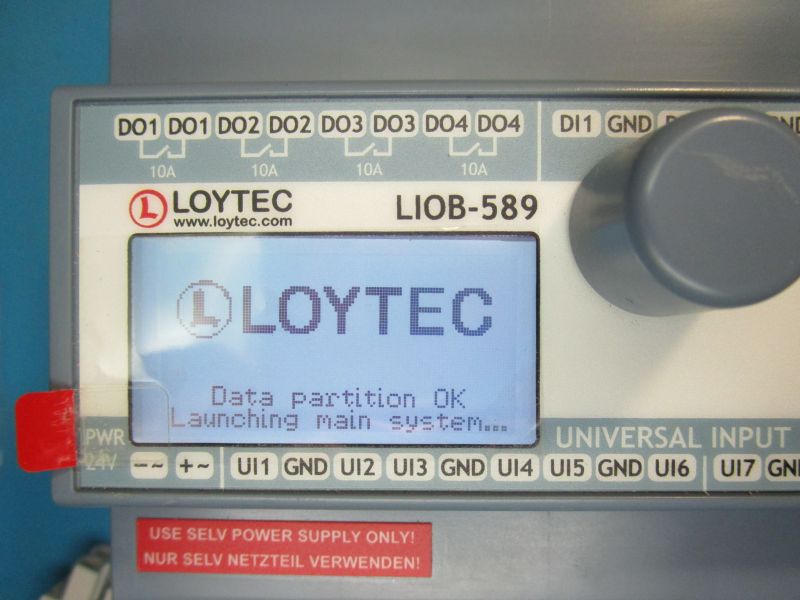 DO1 DO1 DO2 DO2 DO3 DO3 DO4 DO4 DI1 GND
10A 10A 10A 10A
L LOYTEC
www.loytec.com
LIOB-589
L LOYTEC
Data partition OK
Launching main system...
PWR
24V
UNIVERSAL INPUT
−~ +~ UI1 GND UI2 UI3 GND UI4 UI5 GND UI6 UI7
USE SELV POWER SUPPLY ONLY!
NUR SELV NETZTEIL VERWENDEN!